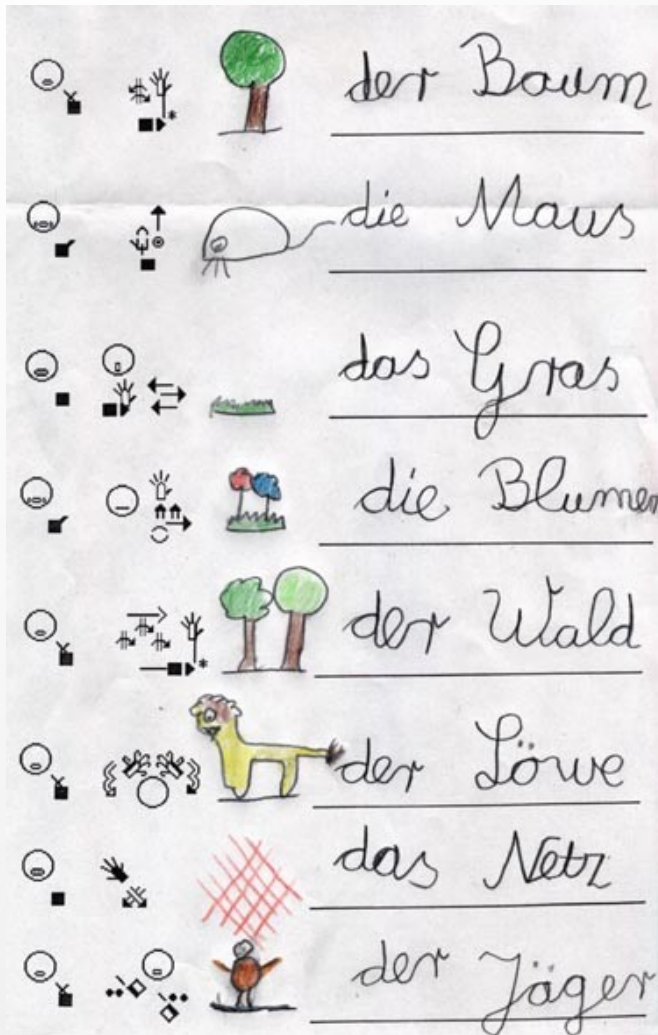 der Baum
die Maus
das Gras
die Blumen
der Wald
der Löwe
das Netz
der Jäger